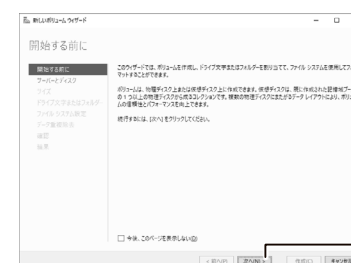 新しいボリューム ウィザード
開始する前に
開始する前に
サーバーとディスク
サイズ
ドライブ文字またはフォルダー
ファイル システム設定
データ重複除去
確認
結果
このウィザードでは、ボリュームを作成し、ドライブ文字またはフォルダーを割り当てて、ファイル システムを使用してフォ
マットすることができます。
ボリュームは、物理ディスク上または仮想ディスク上に作成できます。仮想ディスクは、既に作成された記憶域プー
の 1 つ以上の物理ディスクから成るコレクションです。複数の物理ディスクにまたがるデータ レイアウトにより、ボリュ
ムの信頼性とパフォーマンスを向上できます。
続行するには、[次へ] をクリックしてください。
今後、このページを表示しない(S)
< 前へ(P)
次へ(N) >
作成(C)
キャンセル